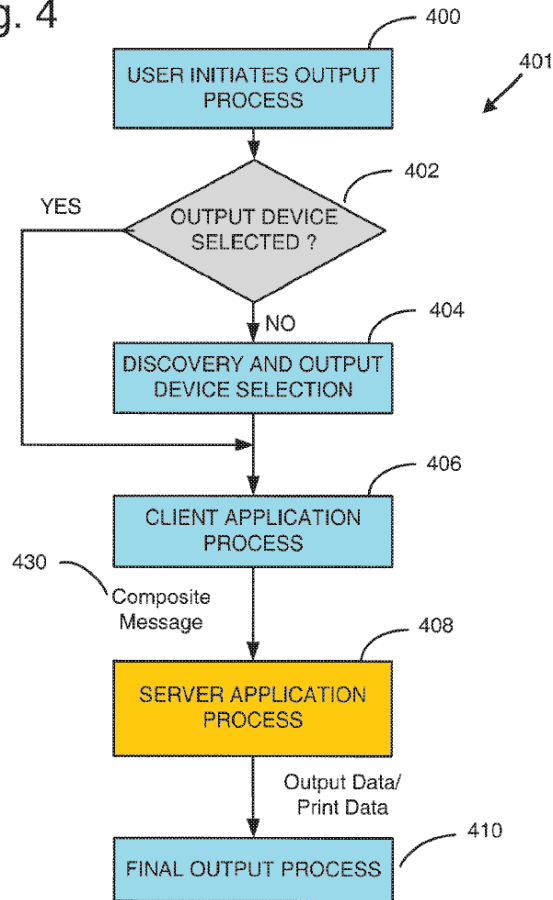 g. 4
400
USER INITIATES OUTPUT
PROCESS
401
402
YES
OUTPUT DEVICE
SELECTED ?
NO
404
DISCOVERY AND OUTPUT
DEVICE SELECTION
406
CLIENT APPLICATION
PROCESS
430
Composite
Message
408
SERVER APPLICATION
PROCESS
Output Data/
Print Data
410
FINAL OUTPUT PROCESS